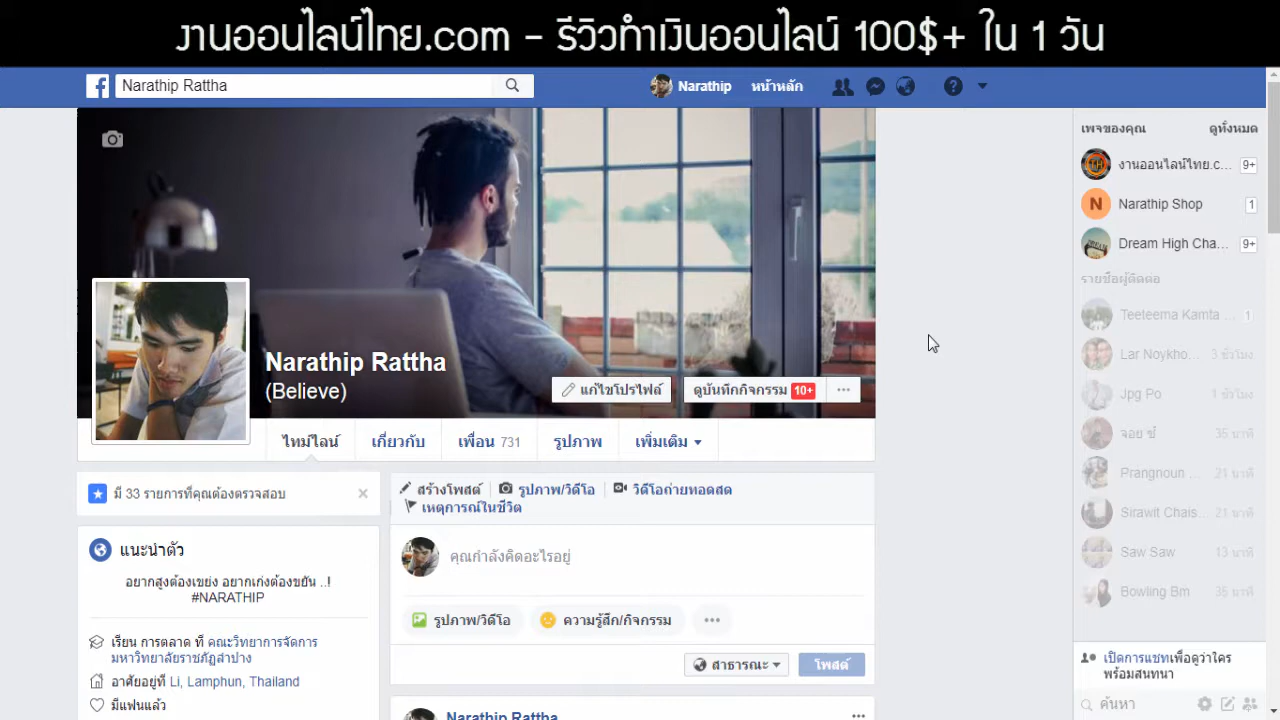 งานออนไลน์ไทย.com - รีวิวทำเงินออนไลน์ 100$+ ใน 1 วัน
Narathip Rattha
Narathip
หน้าหลัก
Narathip Rattha
(Believe)
แก้ไขโปรไฟล์
ดูบันทึกกิจกรรม 10+
ไทม์ไลน์
เกี่ยวกับ
เพื่อน 731
รูปภาพ
เพิ่มเติม
มี 33 รายการที่คุณต้องตรวจสอบ
แนะนำตัว
อยากสูงต้องเขย่ง อยากเก่งต้องขยัน ..!
#NARATHIP
เรียน การตลาด ที่ คณะวิทยาการจัดการ
มหาวิทยาลัยราชภัฏลำปาง
อาศัยอยู่ที่ Li, Lamphun, Thailand
มีแฟนแล้ว
สร้างโพสต์
รูปภาพ/วิดีโอ
วิดีโอถ่ายทอดสด
เหตุการณ์ในชีวิต
คุณกำลังคิดอะไรอยู่
รูปภาพ/วิดีโอ
ความรู้สึก/กิจกรรม
สาธารณะ
โพสต์
Narathip Rattha
เพจของคุณ
ดูทั้งหมด
งานออนไลน์ไทย.c... 9+
Narathip Shop 1
Dream High Cha... 9+
รายชื่อผู้ติดต่อ
Teeteema Kamta ... 1
Lar Noykho... 3 ชั่วโมง
Jpg Po 1 ชั่วโมง
จอย ช์ 35 นาที
Prangnoun ... 21 นาที
Sirawit Chais... 21 นาที
Saw Saw 13 นาที
Bowling Bm 35 นาที
เปิดการแชทเพื่อดูว่าใคร
พร้อมสนทนา
ค้นหา